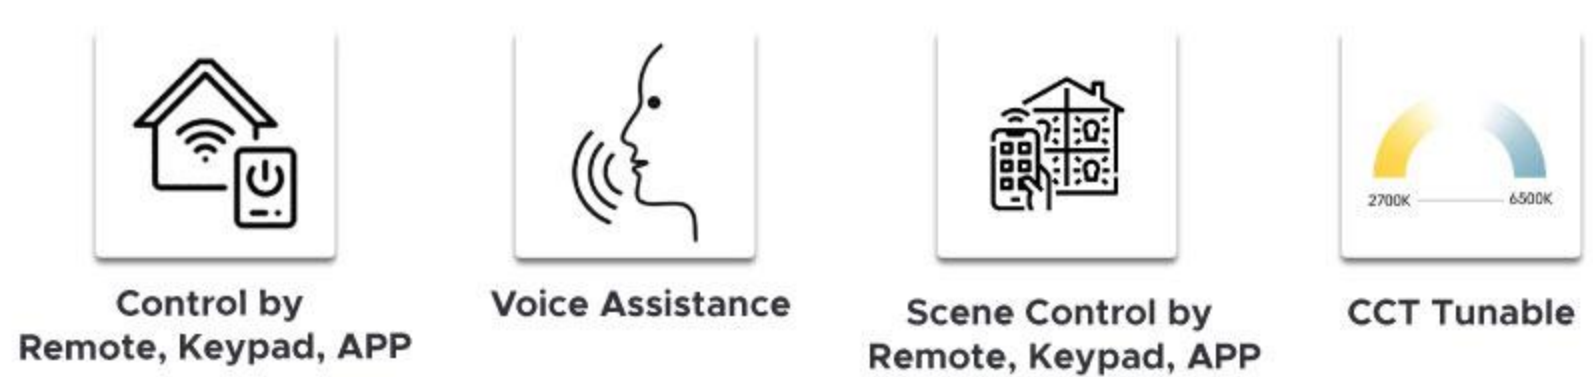 Control by
Remote, Keypad, APP
Voice Assistance
Scene Control by
Remote, Keypad, APP
2700K
6500K
CCT Tunable